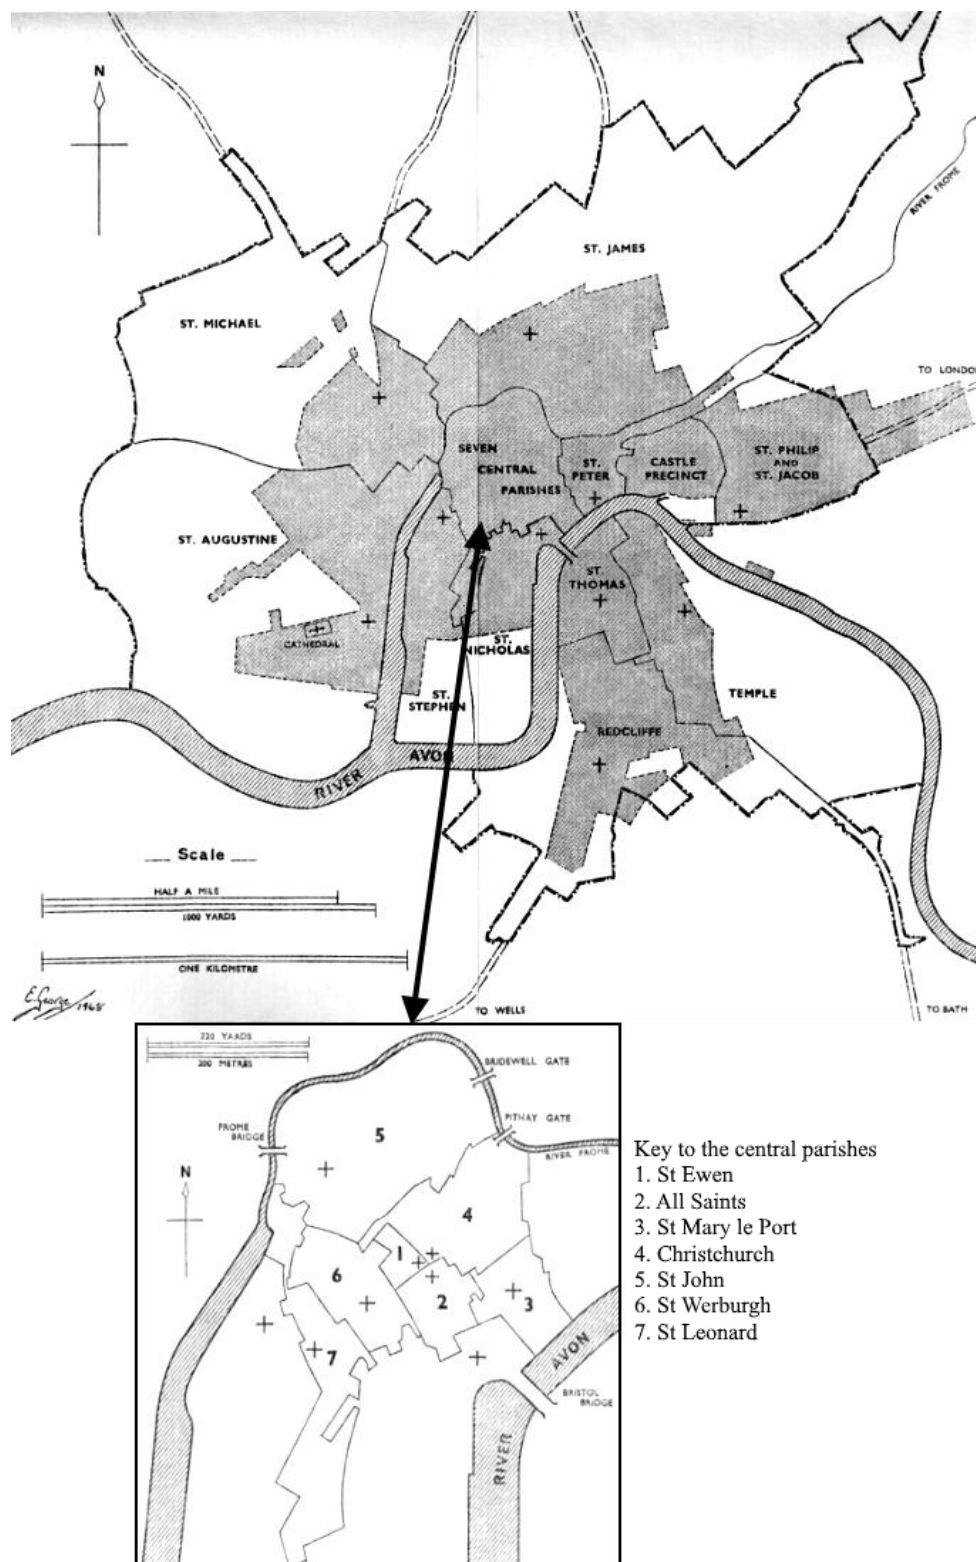 N
RIVER FROME
ST. JAMES
ST. MICHAEL
TO LONDON
SEVEN
CENTRAL
PARISHES
ST.
PETER
CASTLE
PRECINCT
ST. PHILIP
AND
ST. JACOB
ST. AUGUSTINE
ST.
THOMAS
CATHEDRAL
ST.
NICHOLAS
ST.
STEPHEN
TEMPLE
REDCLIFFE
RIVER AVON
Scale
HALF A MILE
1000 YARDS
ONE KILOMETRE
E. George 1968
TO WELLS
TO BATH
220 YARDS
200 METRES
BRIDEWELL GATE
PITHAY GATE
FROME
BRIDGE
RIVER FROME
N
5
4
1
6
2
3
7
AVON
BRISTOL
BRIDGE
RIVER
Key to the central parishes
1. St Ewen
2. All Saints
3. St Mary le Port
4. Christchurch
5. St John
6. St Werburgh
7. St Leonard